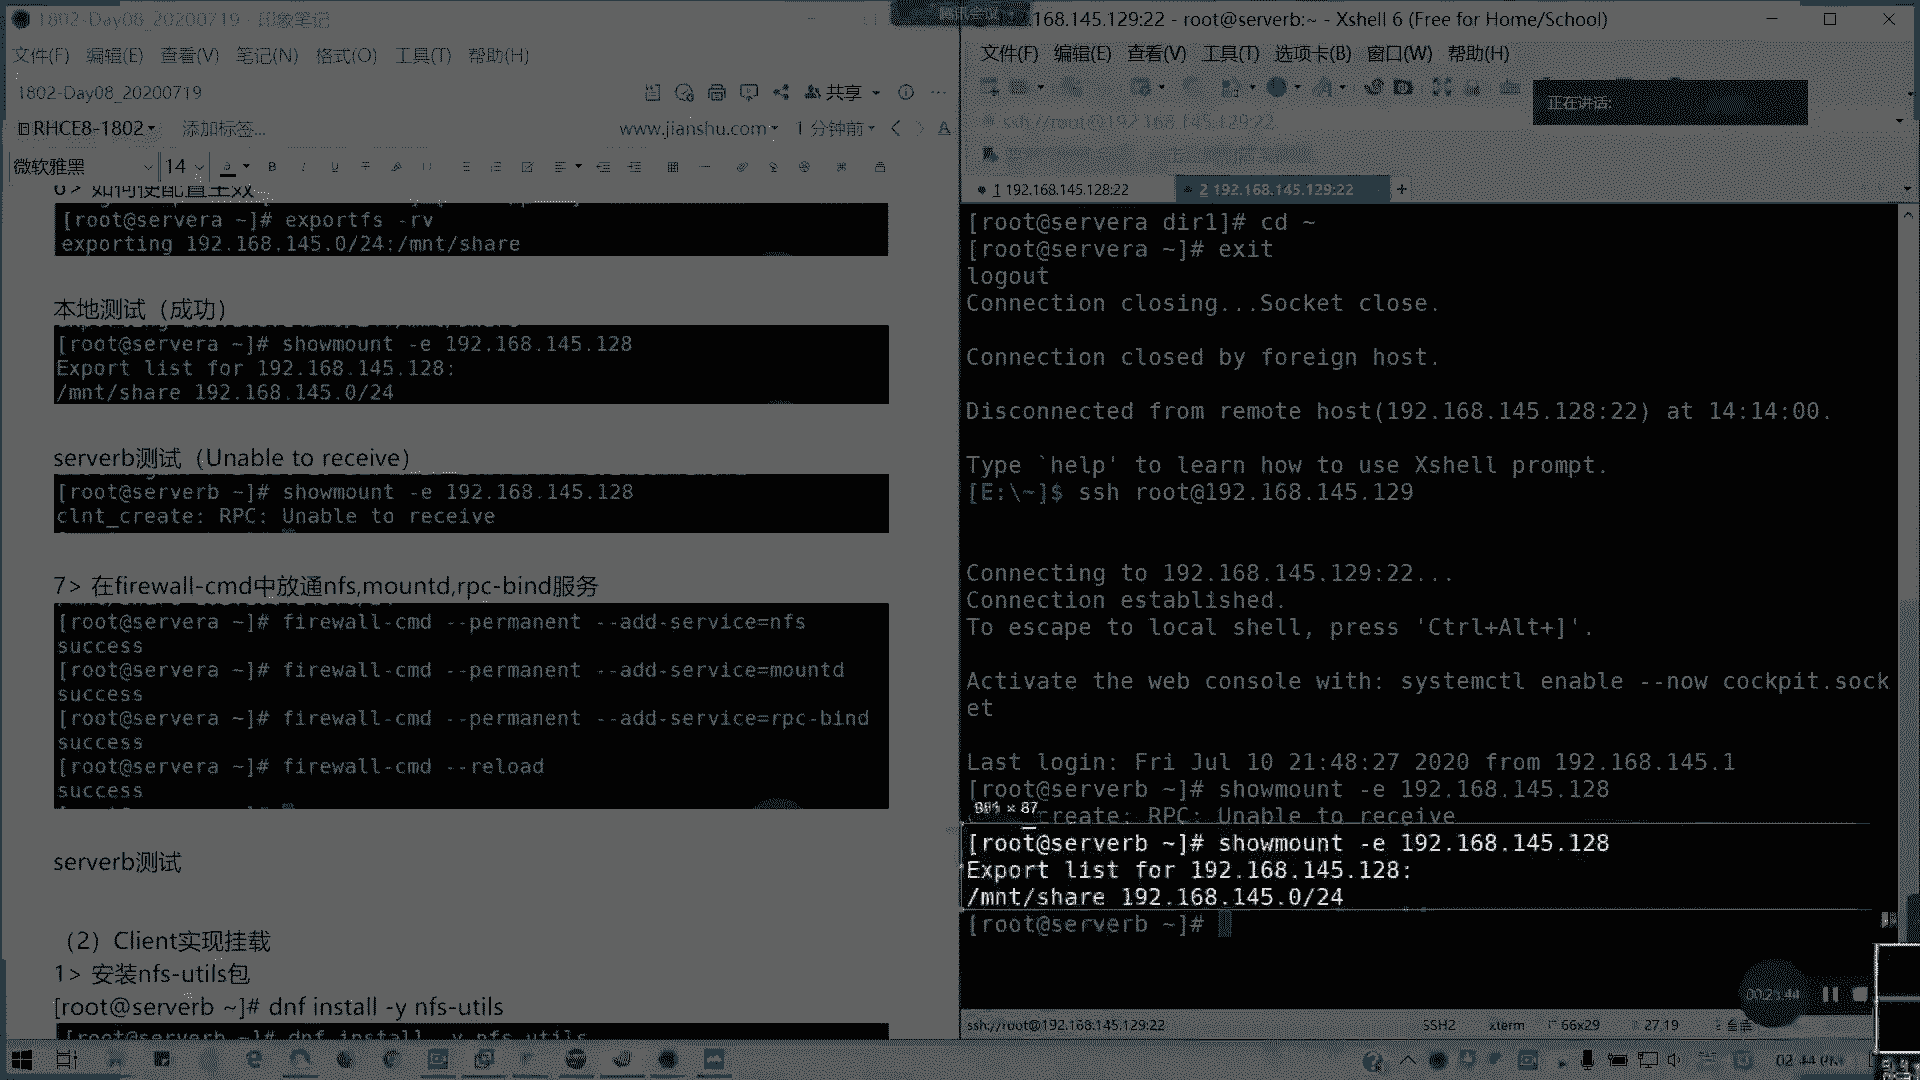 1802-Day08_20200719 - 印象笔记
文件(F) 编辑(E) 查看(V) 笔记(N) 格式(O) 工具(T) 帮助(H)
1802-Day08_20200719
共享
RHCE8-1802
添加标签...
www.jianshu.com
1 分钟前
微软雅黑
14
6> 如何使配置生效
[root@servera ~]# exportfs -rv
exporting 192.168.145.0/24:/mnt/share
本地测试（成功）
[root@servera ~]# showmount -e 192.168.145.128
Export list for 192.168.145.128:
/mnt/share 192.168.145.0/24
serverb测试（Unable to receive）
[root@serverb ~]# showmount -e 192.168.145.128
clnt_create: RPC: Unable to receive
7> 在firewall-cmd中放通nfs,mountd,rpc-bind服务
[root@servera ~]# firewall-cmd --permanent --add-service=nfs
success
[root@servera ~]# firewall-cmd --permanent --add-service=mountd
success
[root@servera ~]# firewall-cmd --permanent --add-service=rpc-bind
success
[root@servera ~]# firewall-cmd --reload
success
serverb测试
（2）Client实现挂载
1> 安装nfs-utils包
[root@serverb ~]# dnf install -y nfs-utils
[root@serverb ~]# dnf install -y nfs-utils
腾讯会议
.168.145.129:22 - root@serverb:~ - Xshell 6 (Free for Home/School)
文件(F) 编辑(E) 查看(V) 工具(T) 选项卡(B) 窗口(W) 帮助(H)
正在讲话:
ssh://root@192.168.145.129:22
1 192.168.145.128:22
2 192.168.145.129:22
[root@servera dir1]# cd ~
[root@servera ~]# exit
logout
Connection closing...Socket close.
Connection closed by foreign host.
Disconnected from remote host(192.168.145.128:22) at 14:14:00.
Type `help' to learn how to use Xshell prompt.
[E:\~]$ ssh root@192.168.145.129
Connecting to 192.168.145.129:22...
Connection established.
To escape to local shell, press 'Ctrl+Alt+]'.
Activate the web console with: systemctl enable --now cockpit.sock
et
Last login: Fri Jul 10 21:48:27 2020 from 192.168.145.1
[root@serverb ~]# showmount -e 192.168.145.128
create: RPC: Unable to receive
[root@serverb ~]# showmount -e 192.168.145.128
Export list for 192.168.145.128:
/mnt/share 192.168.145.0/24
[root@serverb ~]#
ssh://root@192.168.145.129:22
SSH2
xterm
66x29
27,19